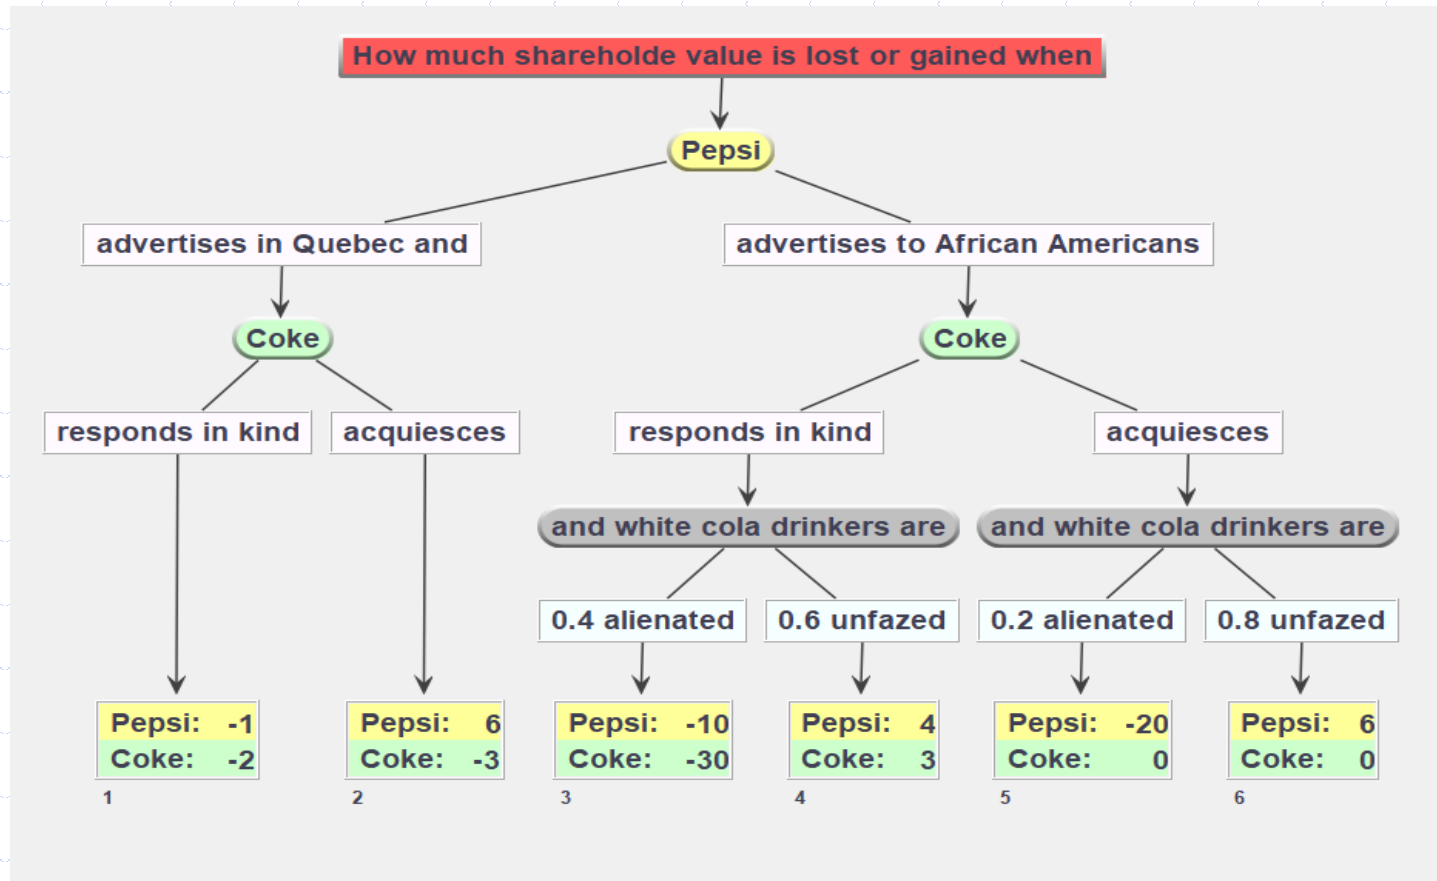 How much shareholde value is lost or gained when
Pepsi
advertises in Quebec and
advertises to African Americans
Coke
Coke
responds in kind
acquiesces
responds in kind
acquiesces
and white cola drinkers are
and white cola drinkers are
0.4 alienated
0.6 unfazed
0.2 alienated
0.8 unfazed
Pepsi: -1
Coke: -2
1
Pepsi: 6
Coke: -3
2
Pepsi: -10
Coke: -30
3
Pepsi: 4
Coke: 3
4
Pepsi: -20
Coke: 0
5
Pepsi: 6
Coke: 0
6